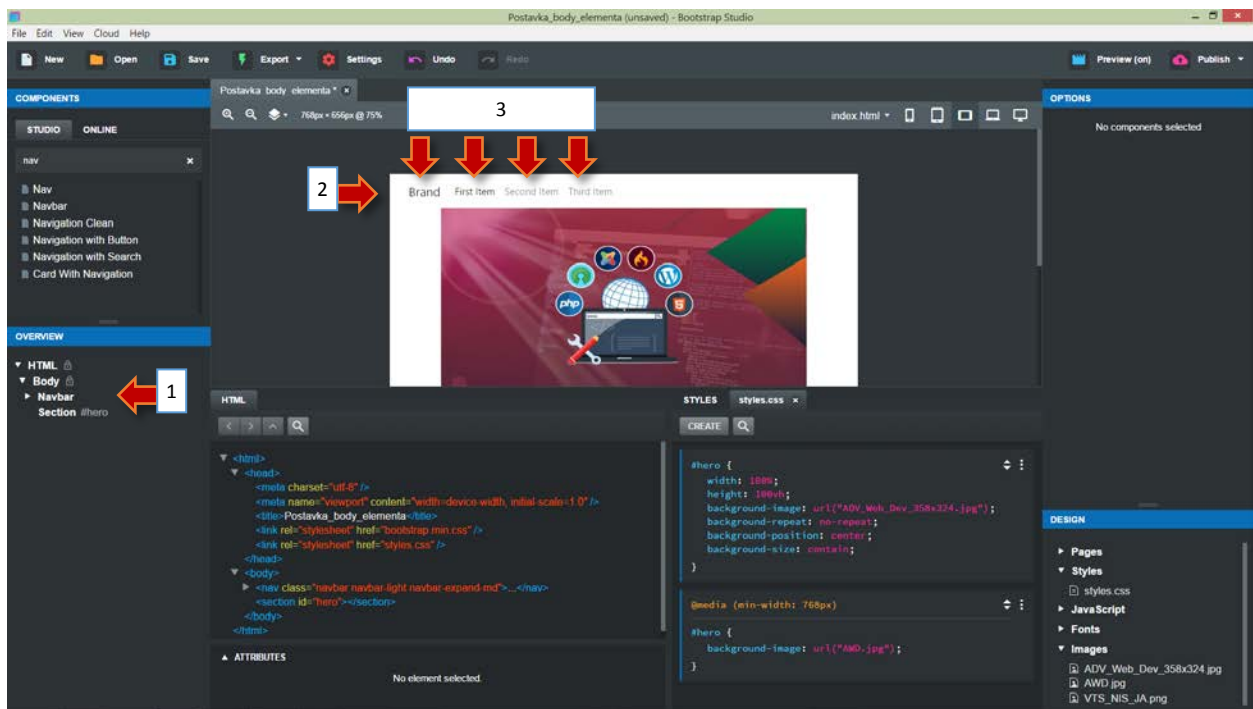 Postavka_body_elementa (unsaved) - Bootstrap Studio
File Edit View Cloud Help
New Open Save Export Settings Undo Redo Preview (on) Publish
COMPONENTS
STUDIO ONLINE
nav
Nav
Navbar
Navigation Clean
Navigation with Button
Navigation with Search
Card With Navigation
OVERVIEW
HTML
Body
Navbar
Section #hero
1
Postavka body elementa *
768px × 656px @ 75%
3
index.html
2
Brand First Item Second Item Third Item
php
HTML
<html>
<head>
<meta charset="utf-8" />
<meta name="viewport" content="width=device-width, initial-scale=1.0" />
<title>Postavka_body_elementa</title>
<link rel="stylesheet" href="bootstrap.min.css" />
<link rel="stylesheet" href="styles.css" />
</head>
<body>
<nav class="navbar navbar-light navbar-expand-md">...</nav>
<section id="hero"></section>
</body>
</html>
ATTRIBUTES
No element selected.
STYLES styles.css
CREATE
#hero {
width: 100%;
height: 100vh;
background-image: url("ADV_Web_Dev_358x324.jpg");
background-repeat: no-repeat;
background-position: center;
background-size: contain;
}
@media (min-width: 768px)
#hero {
background-image: url("AWD.jpg");
}
OPTIONS
No components selected
DESIGN
Pages
Styles
styles.css
JavaScript
Fonts
Images
ADV_Web_Dev_358x324.jpg
AWD.jpg
VTS_NIS_JA.png